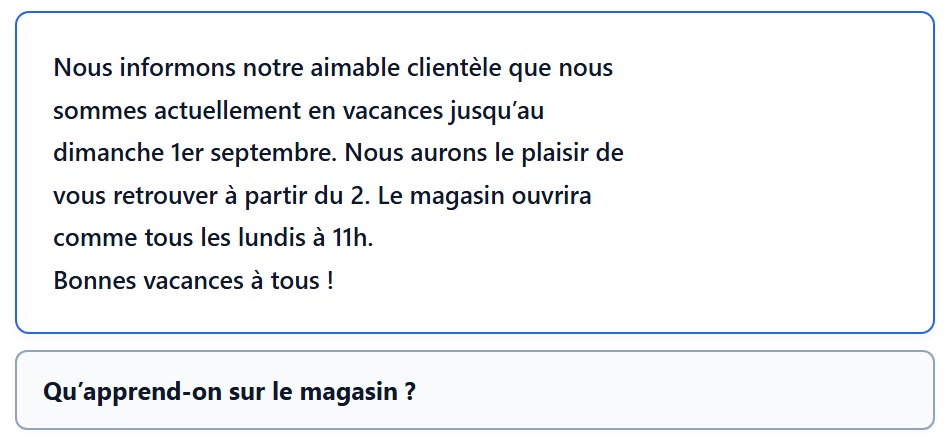 Nous informons notre aimable clientèle que nous
sommes actuellement en vacances jusqu’au
dimanche 1er septembre. Nous aurons le plaisir de
vous retrouver à partir du 2. Le magasin ouvrira
comme tous les lundis à 11h.
Bonnes vacances à tous !
Qu’apprend-on sur le magasin ?